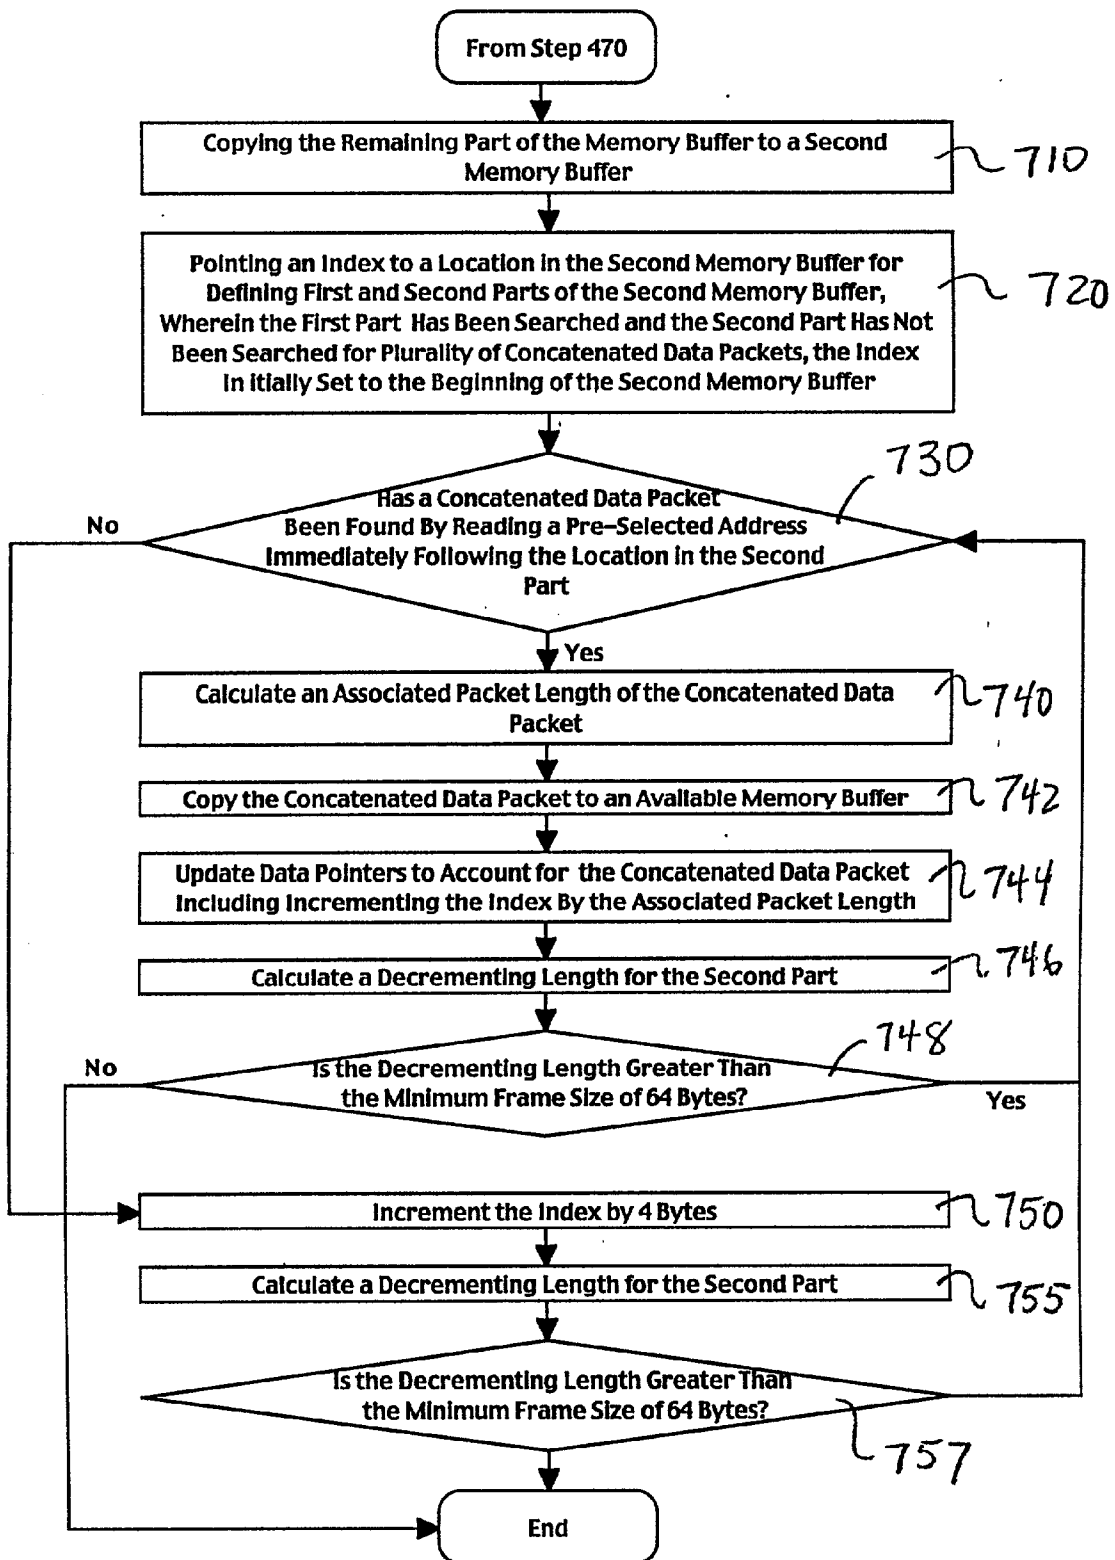 From Step 470
Copying the Remaining Part of the Memory Buffer to a Second
Memory Buffer
710
Pointing an Index to a Location in the Second Memory Buffer for
Defining First and Second Parts of the Second Memory Buffer,
Wherein the First Part Has Been Searched and the Second Part Has Not
Been Searched for Plurality of Concatenated Data Packets, the Index
In itially Set to the Beginning of the Second Memory Buffer
720
730
Has a Concatenated Data Packet
Been Found By Reading a Pre-Selected Address
Immediately Following the Location in the Second
Part
No
Yes
Calculate an Associated Packet Length of the Concatenated Data
Packet
740
Copy the Concatenated Data Packet to an Available Memory Buffer
742
Update Data Pointers to Account for the Concatenated Data Packet
Including Incrementing the Index By the Associated Packet Length
744
Calculate a Decrementing Length for the Second Part
746
748
No
Is the Decrementing Length Greater Than
the Minimum Frame Size of 64 Bytes?
Yes
Increment the Index by 4 Bytes
750
Calculate a Decrementing Length for the Second Part
755
Is the Decrementing Length Greater Than
the Minimum Frame Size of 64 Bytes?
757
End